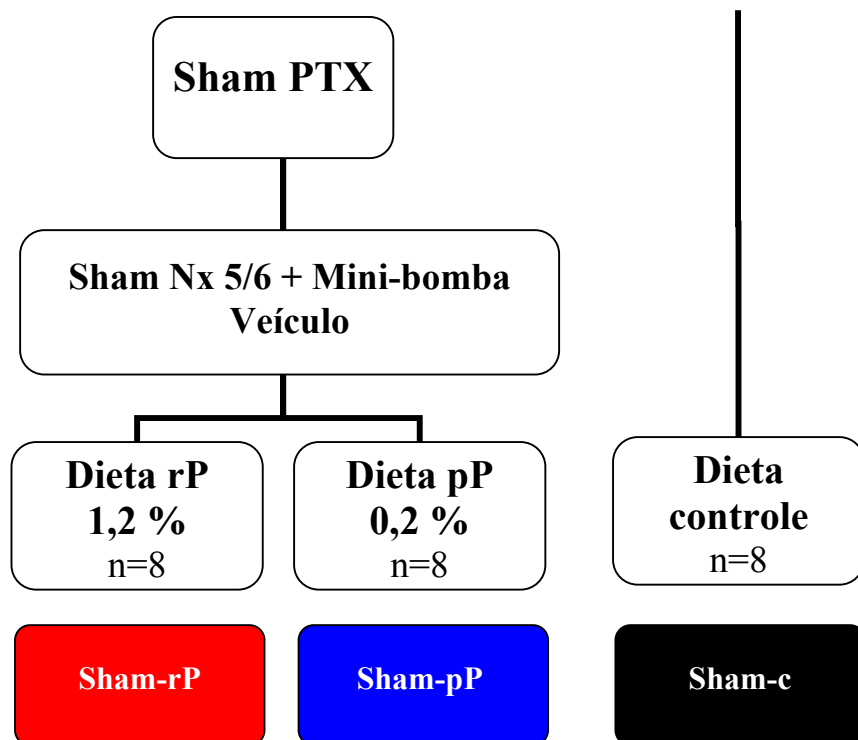 Sham PTX
Sham Nx 5/6 + Mini-bomba
Veículo
Dieta rP
1,2 %
n=8
Dieta pP
0,2 %
n=8
Dieta
controle
n=8
Sham-rP
Sham-pP
Sham-c